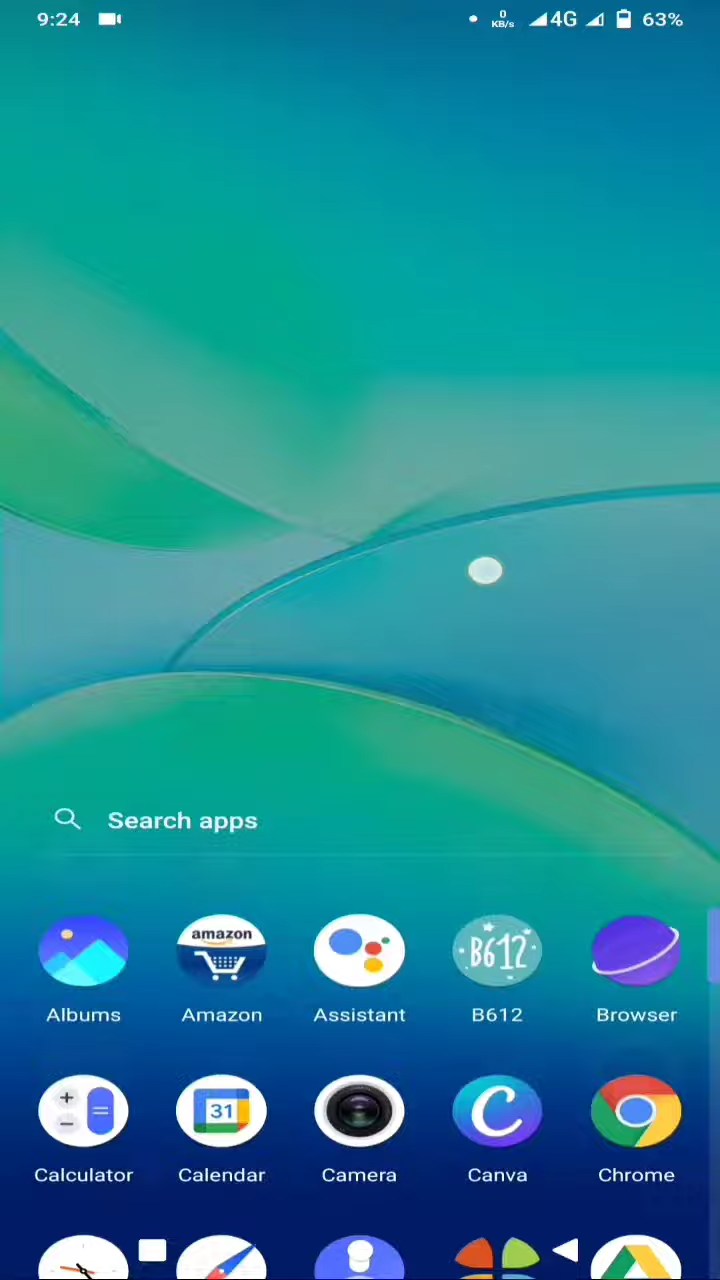 9:24
0 KB/s 4G 63%
Search apps
amazon
B612
Albums Amazon Assistant B612 Browser
31
Calculator Calendar Camera Canva Chrome